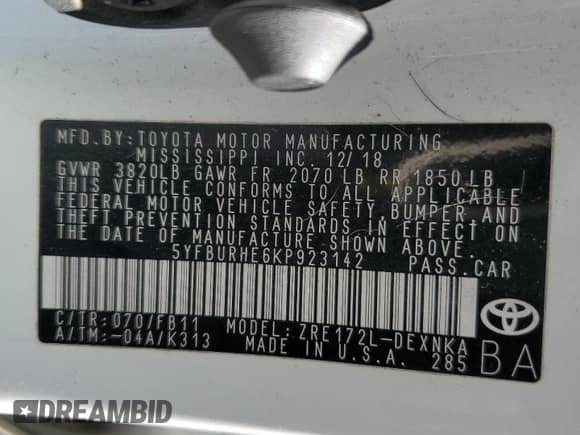 MFD.BY:TOYOTA MOTOR MANUFACTURING
MISSISSIPPI INC. 12/18
GVWR 3820LB GAWR FR 2070 LB RR 1850 LB
THIS VEHICLE CONFORMS TO ALL APPLICABLE
FEDERAL MOTOR VEHICLE SAFETY,BUMPER AND
THEFT PREVENTION STANDARDS IN EFFECT ON
THE DATE OF MANUFACTURE SHOWN ABOVE.
5YFBURHE6KP923142 PASS.CAR
C/TR:070/FB11 MODEL:ZRE172L-DEXNKA
A/TM:-04A/K313 MADE IN U.S.A. 285
BA
DREAMBID